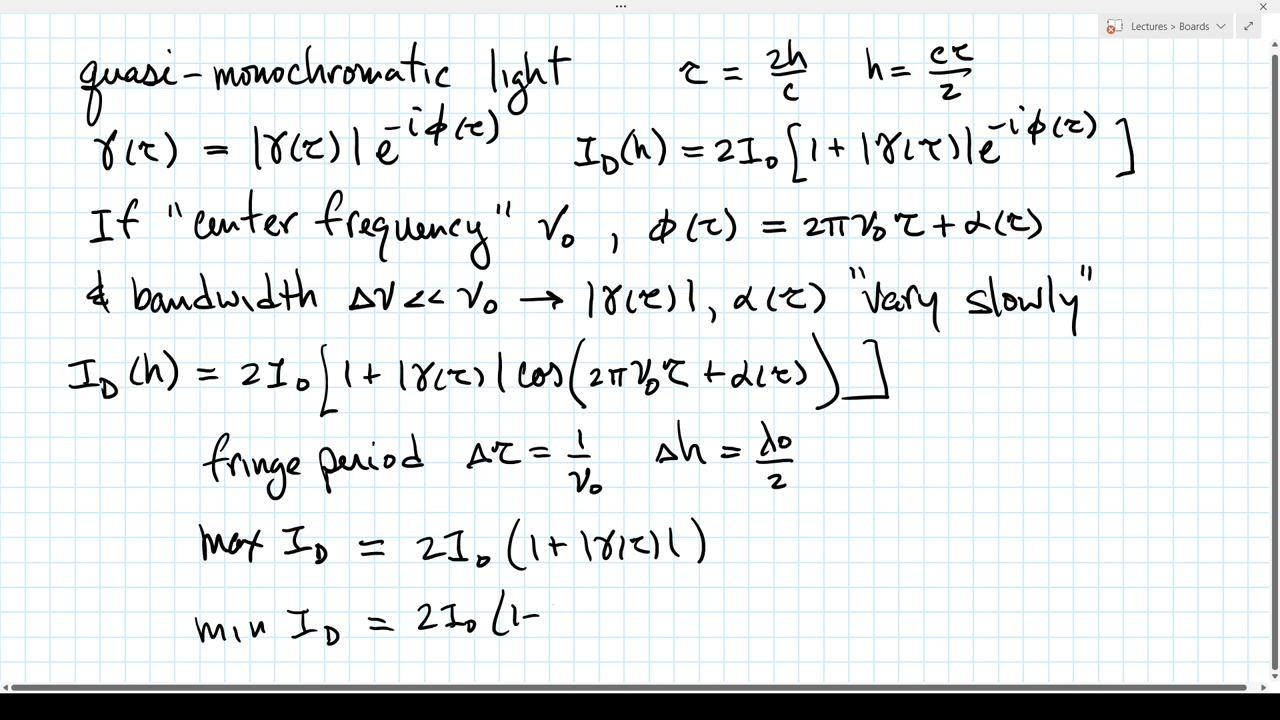 Lectures > Boards
quasi-monochromatic light τ = 2h/c h = cτ/2
γ(τ) = |γ(τ)| e^{-iϕ(τ)} I_D(h) = 2I_0 [1 + |γ(τ)| e^{-iϕ(τ)}]
If "center frequency" ν_0, ϕ(τ) = 2πν_0τ + α(τ)
& bandwidth Δν << ν_0 → |γ(τ)|, α(τ) "vary slowly"
I_D(h) = 2I_0 [1 + |γ(τ)| cos(2πν_0τ + α(τ))]
fringe period Δτ = 1/ν_0 Δh = λ_0/2
max I_D = 2I_0 (1 + |γ(τ)|)
min I_D = 2I_0 (1-